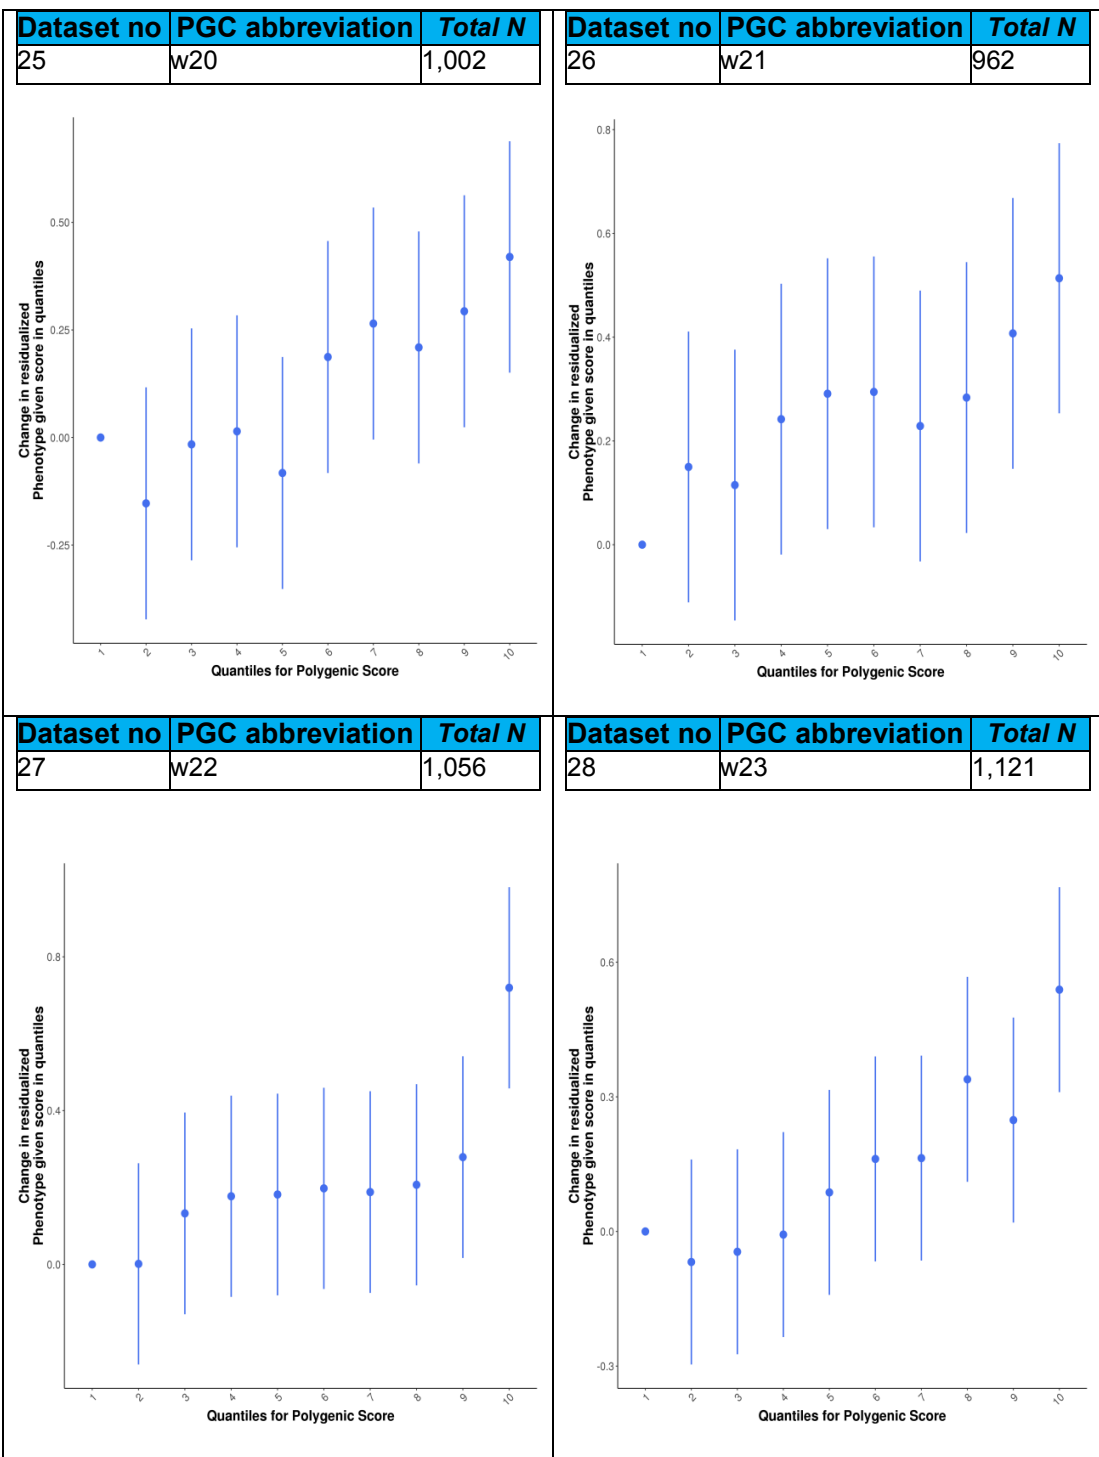 Dataset no PGC abbreviation Total N
25 w20 1,002
Change in residualized
Phenotype given score in quantiles
0.50
0.25
0.00
-0.25
1 2 3 4 5 6 7 8 9 10
Quantiles for Polygenic Score
Dataset no PGC abbreviation Total N
26 w21 962
Change in residualized
Phenotype given score in quantiles
0.8
0.6
0.4
0.2
0.0
1 2 3 4 5 6 7 8 9 10
Quantiles for Polygenic Score
Dataset no PGC abbreviation Total N
27 w22 1,056
Change in residualized
Phenotype given score in quantiles
0.8
0.4
0.0
1 2 3 4 5 6 7 8 9 10
Quantiles for Polygenic Score
Dataset no PGC abbreviation Total N
28 w23 1,121
Change in residualized
Phenotype given score in quantiles
0.6
0.3
0.0
-0.3
1 2 3 4 5 6 7 8 9 10
Quantiles for Polygenic Score